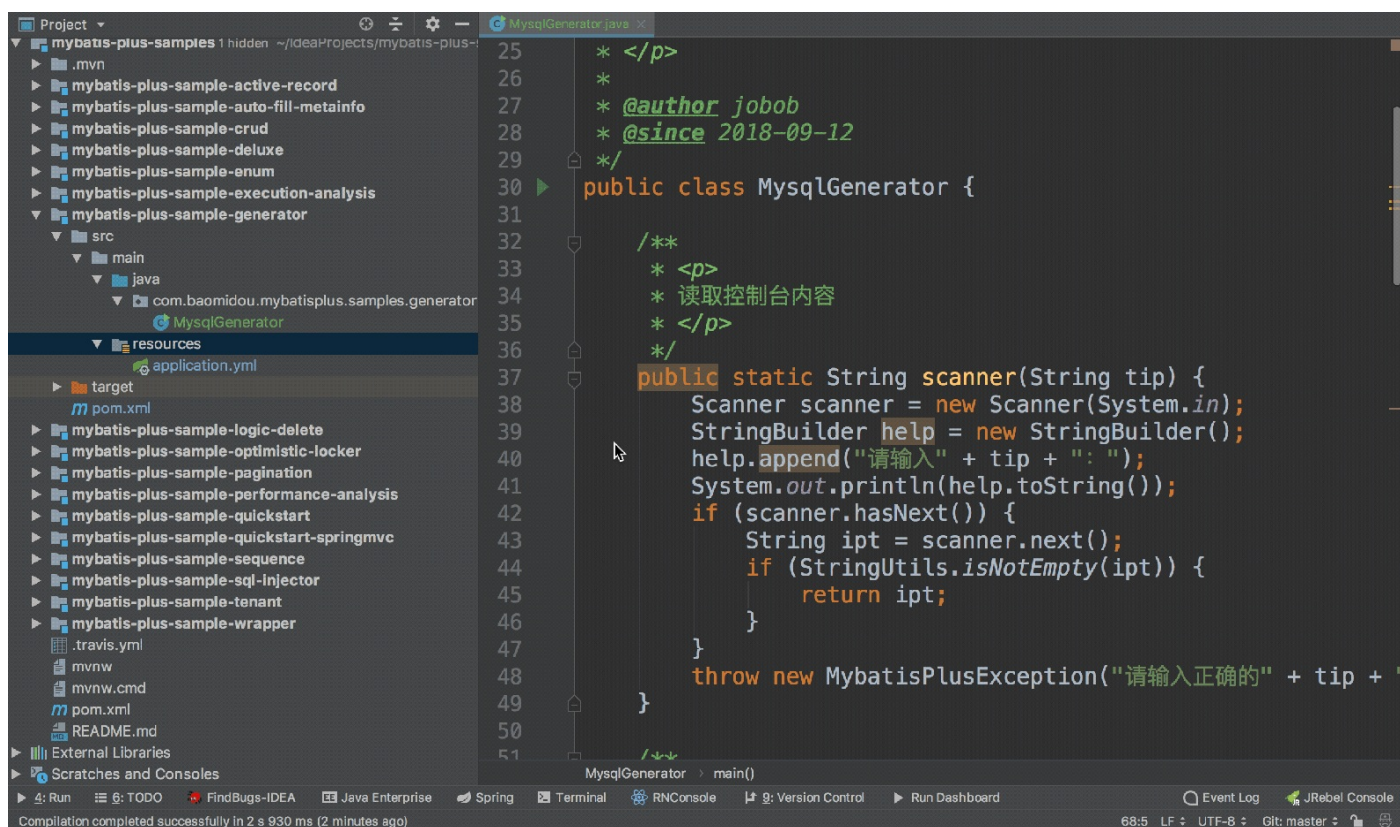 Project
MysqlGenerator.java
mybatis-plus-samples 1 hidden ~/IdeaProjects/mybatis-plus-
.mvn
mybatis-plus-sample-active-record
mybatis-plus-sample-auto-fill-metainfo
mybatis-plus-sample-crud
mybatis-plus-sample-deluxe
mybatis-plus-sample-enum
mybatis-plus-sample-execution-analysis
mybatis-plus-sample-generator
src
main
java
com.baomidou.mybatisplus.samples.generator
MysqlGenerator
resources
application.yml
target
pom.xml
mybatis-plus-sample-logic-delete
mybatis-plus-sample-optimistic-locker
mybatis-plus-sample-pagination
mybatis-plus-sample-performance-analysis
mybatis-plus-sample-quickstart
mybatis-plus-sample-quickstart-springmvc
mybatis-plus-sample-sequence
mybatis-plus-sample-sql-injector
mybatis-plus-sample-tenant
mybatis-plus-sample-wrapper
.travis.yml
mvnw
mvnw.cmd
pom.xml
README.md
External Libraries
Scratches and Consoles
25 * </p>
26 *
27 * @author jobob
28 * @since 2018-09-12
29 */
30 public class MysqlGenerator {
31
32 /**
33 * <p>
34 * 读取控制台内容
35 * </p>
36 */
37 public static String scanner(String tip) {
38 Scanner scanner = new Scanner(System.in);
39 StringBuilder help = new StringBuilder();
40 help.append("请输入" + tip + "：");
41 System.out.println(help.toString());
42 if (scanner.hasNext()) {
43 String ipt = scanner.next();
44 if (StringUtils.isNotEmpty(ipt)) {
45 return ipt;
46 }
47 }
48 throw new MybatisPlusException("请输入正确的" + tip + "
49 }
50
51 /**
MysqlGenerator › main()
4: Run 6: TODO FindBugs-IDEA Java Enterprise Spring Terminal RNConsole 9: Version Control Run Dashboard Event Log JRebel Console
Compilation completed successfully in 2 s 930 ms (2 minutes ago) 68:5 LF UTF-8 Git: master